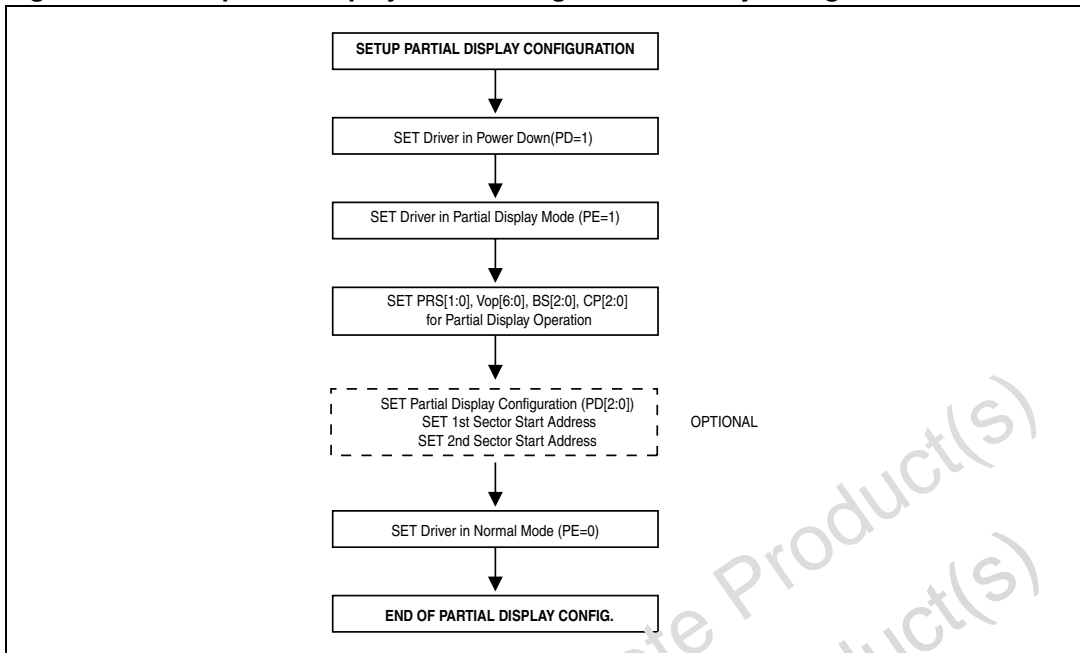 SETUP PARTIAL DISPLAY CONFIGURATION
SET Driver in Power Down(PD=1)
SET Driver in Partial Display Mode (PE=1)
SET PRS[1:0], Vop[6:0], BS[2:0], CP[2:0]
for Partial Display Operation
SET Partial Display Configuration (PD[2:0])
SET 1st Sector Start Address
SET 2nd Sector Start Address
OPTIONAL
SET Driver in Normal Mode (PE=0)
END OF PARTIAL DISPLAY CONFIG.
Product(s)